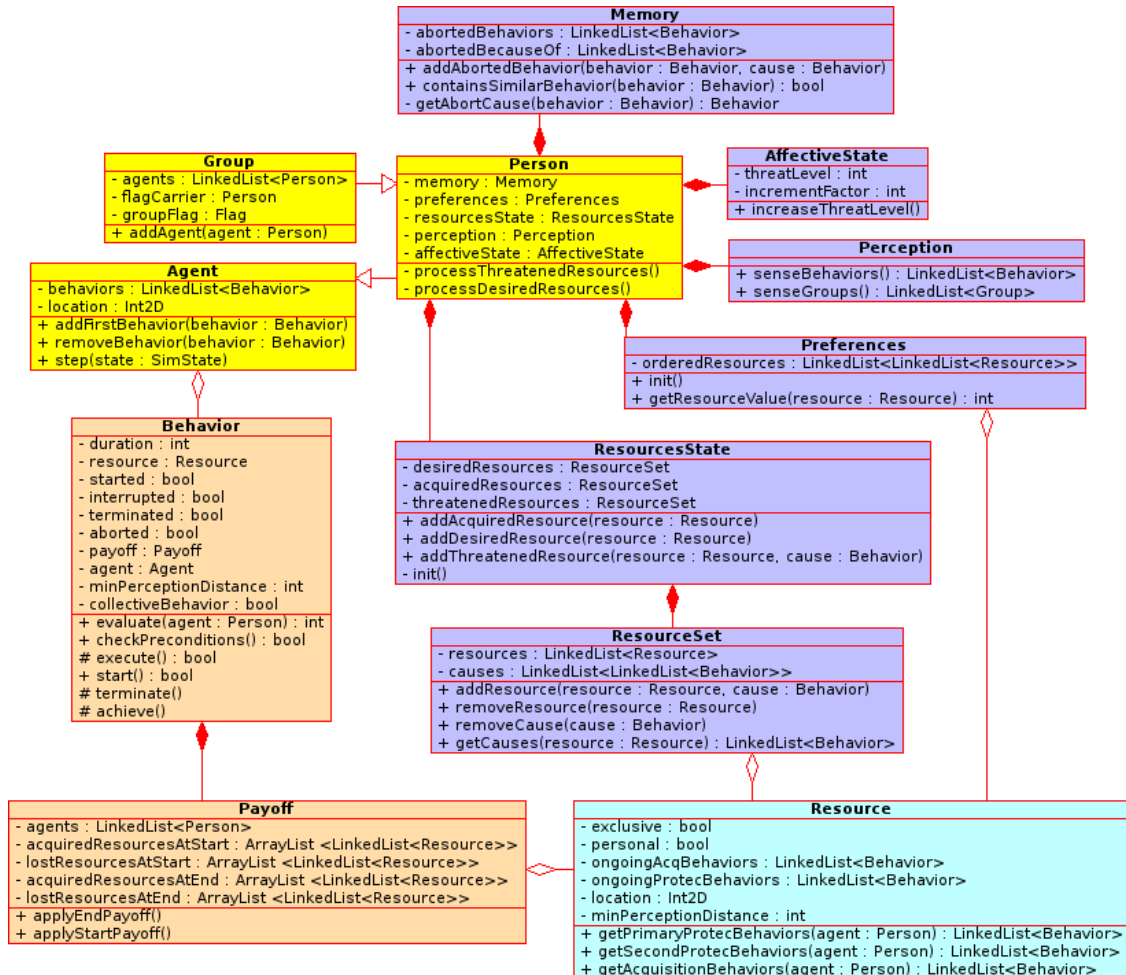 Memory
- abortedBehaviors : LinkedList<Behavior>
- abortedBecauseOf : LinkedList<Behavior>
+ addAbortedBehavior(behavior : Behavior, cause : Behavior)
+ containsSimilarBehavior(behavior : Behavior) : bool
- getAbortCause(behavior : Behavior) : Behavior
Group
- agents : LinkedList<Person>
- flagCarrier : Person
- groupFlag : Flag
+ addAgent(agent : Person)
Person
- memory : Memory
- preferences : Preferences
- resourcesState : ResourcesState
- perception : Perception
- affectiveState : AffectiveState
- processThreatenedResources()
- processDesiredResources()
AffectiveState
- threatLevel : int
- incrementFactor : int
+ increaseThreatLevel()
Perception
+ senseBehaviors() : LinkedList<Behavior>
+ senseGroups() : LinkedList<Group>
Agent
- behaviors : LinkedList<Behavior>
- location : Int2D
+ addFirstBehavior(behavior : Behavior)
+ removeBehavior(behavior : Behavior)
+ step(state : SimState)
Preferences
- orderedResources : LinkedList<LinkedList<Resource>>
+ init()
+ getResourceValue(resource : Resource) : int
Behavior
- duration : int
- resource : Resource
- started : bool
- interrupted : bool
- terminated : bool
- aborted : bool
- payoff : Payoff
- agent : Agent
- minPerceptionDistance : int
- collectiveBehavior : bool
+ evaluate(agent : Person) : int
+ checkPreconditions() : bool
# execute() : bool
+ start() : bool
# terminate()
# achieve()
ResourcesState
- desiredResources : ResourceSet
- acquiredResources : ResourceSet
- threatenedResources : ResourceSet
+ addAcquiredResource(resource : Resource)
+ addDesiredResource(resource : Resource)
+ addThreatenedResource(resource : Resource, cause : Behavior)
- init()
ResourceSet
- resources : LinkedList<Resource>
- causes : LinkedList<LinkedList<Behavior>>
+ addResource(resource : Resource, cause : Behavior)
+ removeResource(resource : Resource)
+ removeCause(cause : Behavior)
+ getCauses(resource : Resource) : LinkedList<Behavior>
Payoff
- agents : LinkedList<Person>
- acquiredResourcesAtStart : ArrayList <LinkedList<Resource>>
- lostResourcesAtStart : ArrayList <LinkedList<Resource>>
- acquiredResourcesAtEnd : ArrayList <LinkedList<Resource>>
- lostResourcesAtEnd : ArrayList <LinkedList<Resource>>
+ applyEndPayoff()
+ applyStartPayoff()
Resource
- exclusive : bool
- personal : bool
- ongoingAcqBehaviors : LinkedList<Behavior>
- ongoingProtecBehaviors : LinkedList<Behavior>
- location : Int2D
- minPerceptionDistance : int
+ getPrimaryProtecBehaviors(agent : Person) : LinkedList<Behavior>
+ getSecondProtecBehaviors(agent : Person) : LinkedList<Behavior>
+ getAcquisitionBehaviors(agent : Person) : LinkedList<Behavior>